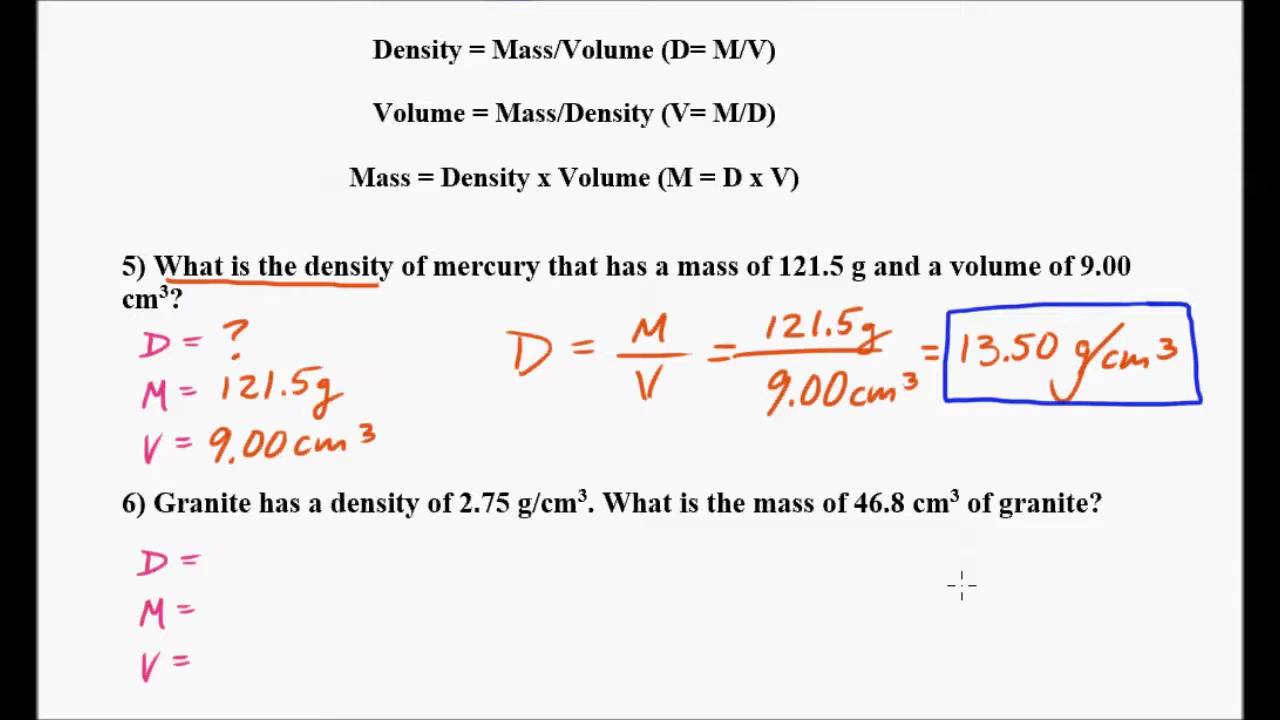 Density = Mass/Volume (D= M/V)
Volume = Mass/Density (V= M/D)
Mass = Density x Volume (M = D x V)
5) What is the density of mercury that has a mass of 121.5 g and a volume of 9.00
cm³?
D = ?
M = 121.5g
V = 9.00cm³
D = M/V = 121.5g/9.00cm³ = 13.50 g/cm³
6) Granite has a density of 2.75 g/cm³. What is the mass of 46.8 cm³ of granite?
D =
M =
V =